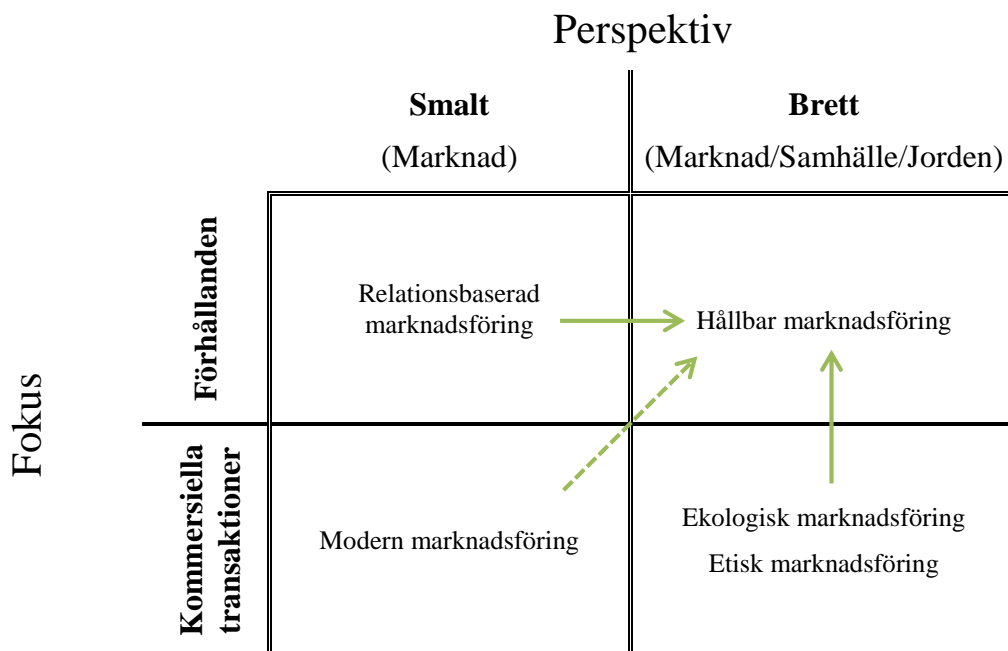 Perspektiv
Smalt
(Marknad)
Brett
(Marknad/Samhälle/Jorden)
Fokus
Förhållanden
Relationsbaserad
marknadsföring
Hållbar marknadsföring
Kommersiella
transaktioner
Modern marknadsföring
Ekologisk marknadsföring
Etisk marknadsföring